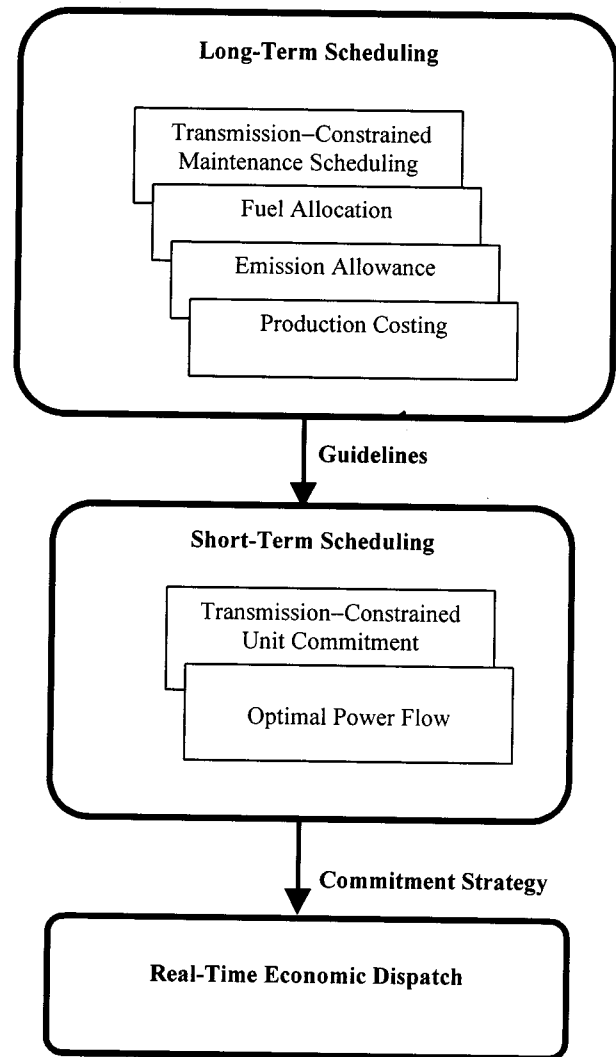 Long-Term Scheduling
Transmission–Constrained
Maintenance Scheduling
Fuel Allocation
Emission Allowance
Production Costing
Guidelines
Short-Term Scheduling
Transmission–Constrained
Unit Commitment
Optimal Power Flow
Commitment Strategy
Real-Time Economic Dispatch